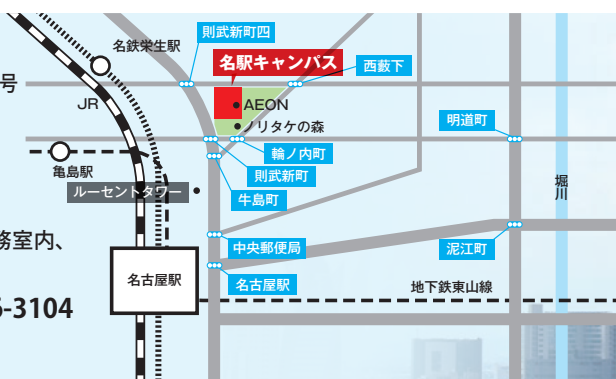 則武新町四
名鉄栄生駅
名駅キャンパス
西薮下
号
JR
AEON
ノリタケの森
明道町
輪ノ内町
亀島駅
則武新町
堀川
ルーセントタワー
牛島町
務室内、
中央郵便局
泥江町
名古屋駅
名古屋駅
地下鉄東山線
6-3104